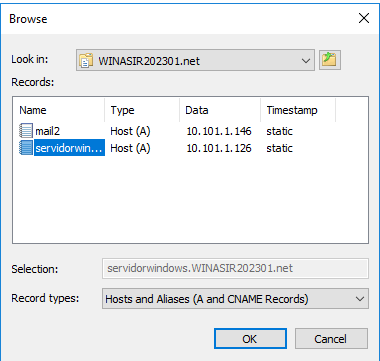 Browse
Look in: WINASIR202301.net
Records:
Name Type Data Timestamp
mail2 Host (A) 10.101.1.146 static
servidorwin... Host (A) 10.101.1.126 static
Selection: servidorwindows.WINASIR202301.net
Record types: Hosts and Aliases (A and CNAME Records)
OK Cancel